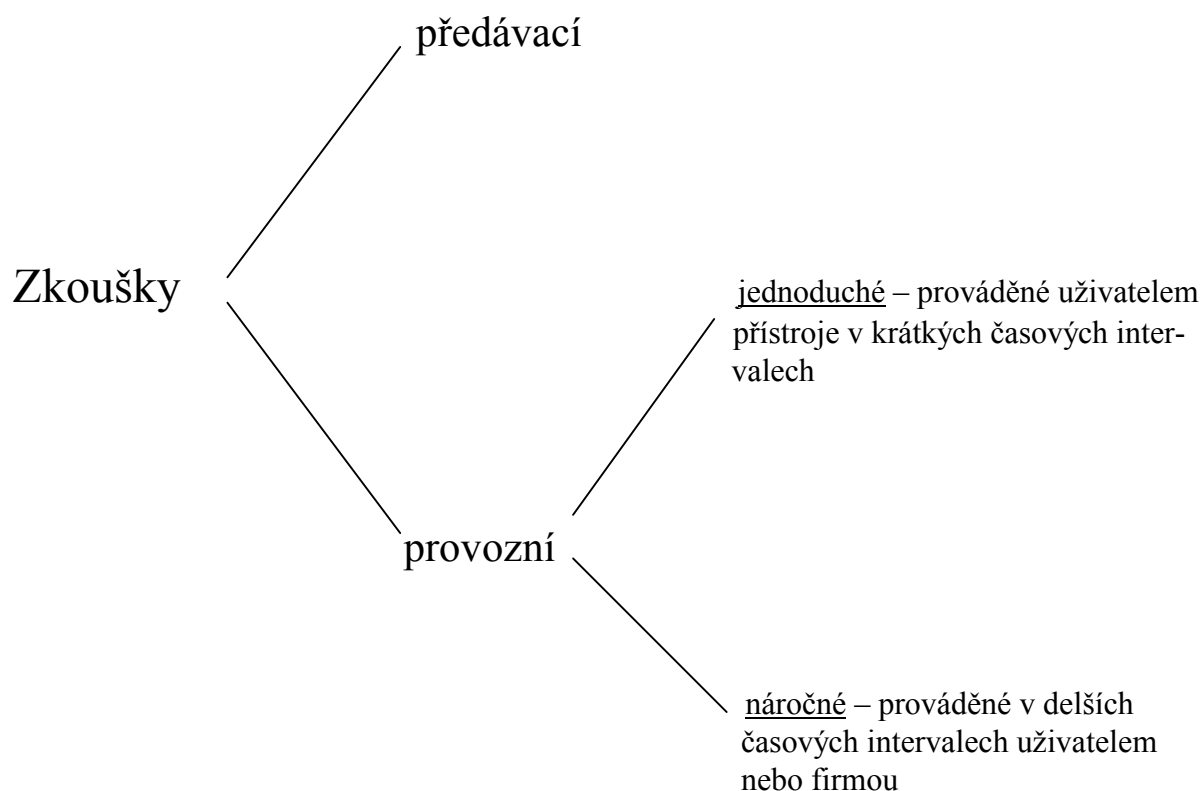 předávací
Zkoušky
jednoduché – prováděné uživatelem
přístroje v krátkých časových inter-
valech
provozní
náročné – prováděné v delších
časových intervalech uživatelem
nebo firmou